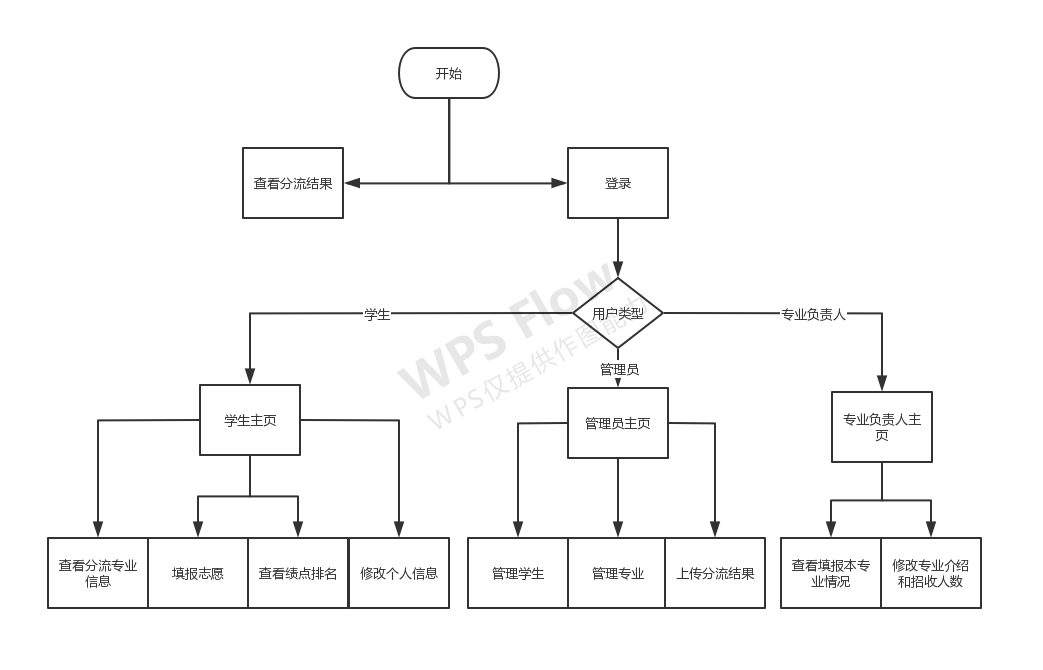 开始
查看分流结果
登录
WPS Flow
WPS仅提供作图能力
用户类型
学生
专业负责人
管理员
学生主页
管理员主页
专业负责人主
页
查看分流专业
信息
填报志愿
查看绩点排名
修改个人信息
管理学生
管理专业
上传分流结果
查看填报本专
业情况
修改专业介绍
和招收人数